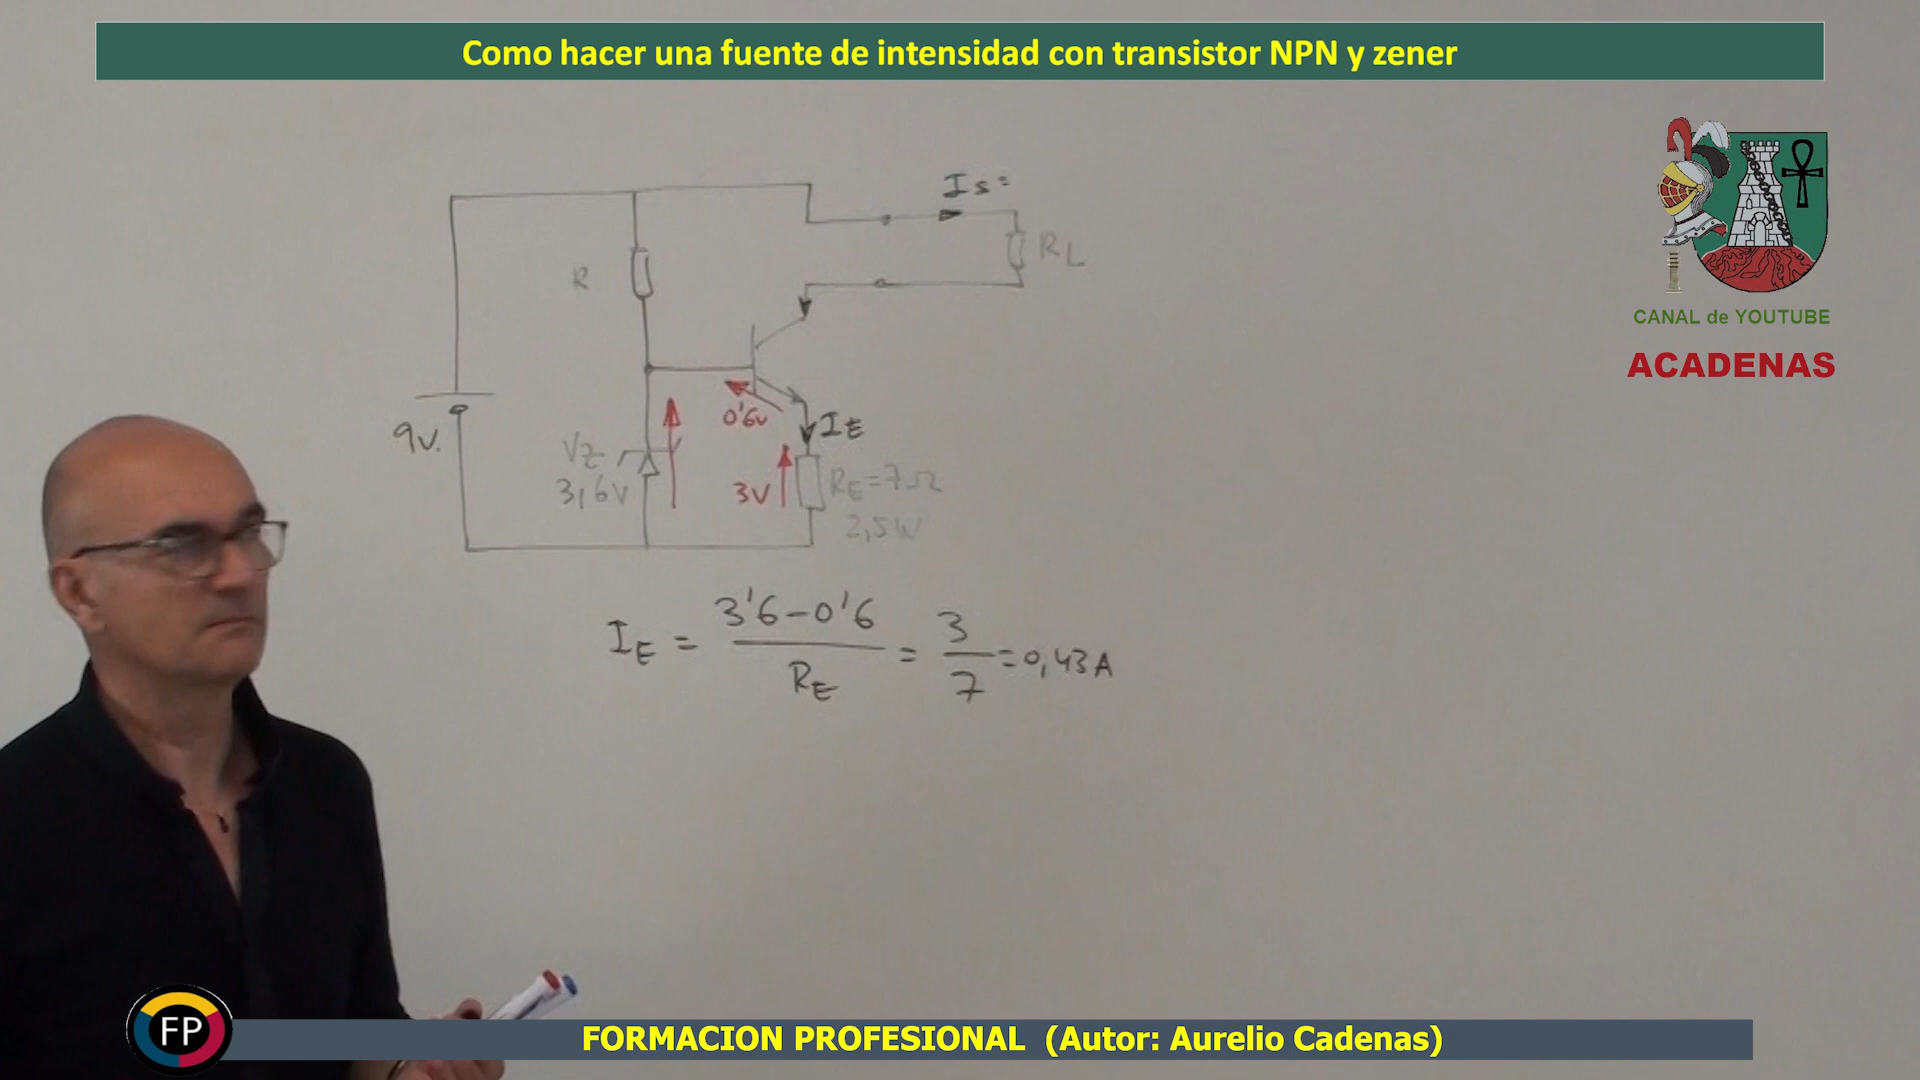 Como hacer una fuente de intensidad con transistor NPN y zener
Is=
RL
CANAL de YOUTUBE
ACADENAS
R
9V.
0'6v
IE
VZ
3,6V
3V
RE=7Ω
2,5W
IE = 3'6-0'6 / RE = 3 / 7 = 0,43A
FP
FORMACION PROFESIONAL (Autor: Aurelio Cadenas)